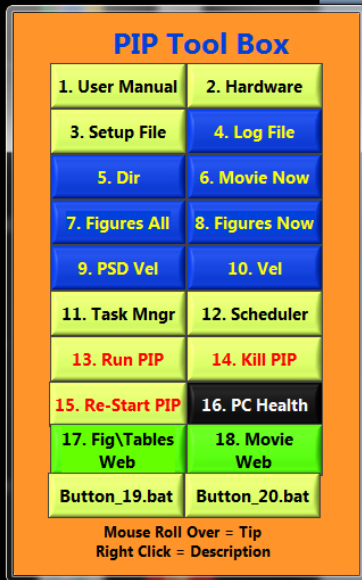 PIP Tool Box
1. User Manual
2. Hardware
3. Setup File
4. Log File
5. Dir
6. Movie Now
7. Figures All
8. Figures Now
9. PSD Vel
10. Vel
11. Task Mngr
12. Scheduler
13. Run PIP
14. Kill PIP
15. Re-Start PIP
16. PC Health
17. Fig\Tables
Web
18. Movie
Web
Button_19.bat
Button_20.bat
Mouse Roll Over = Tip
Right Click = Description